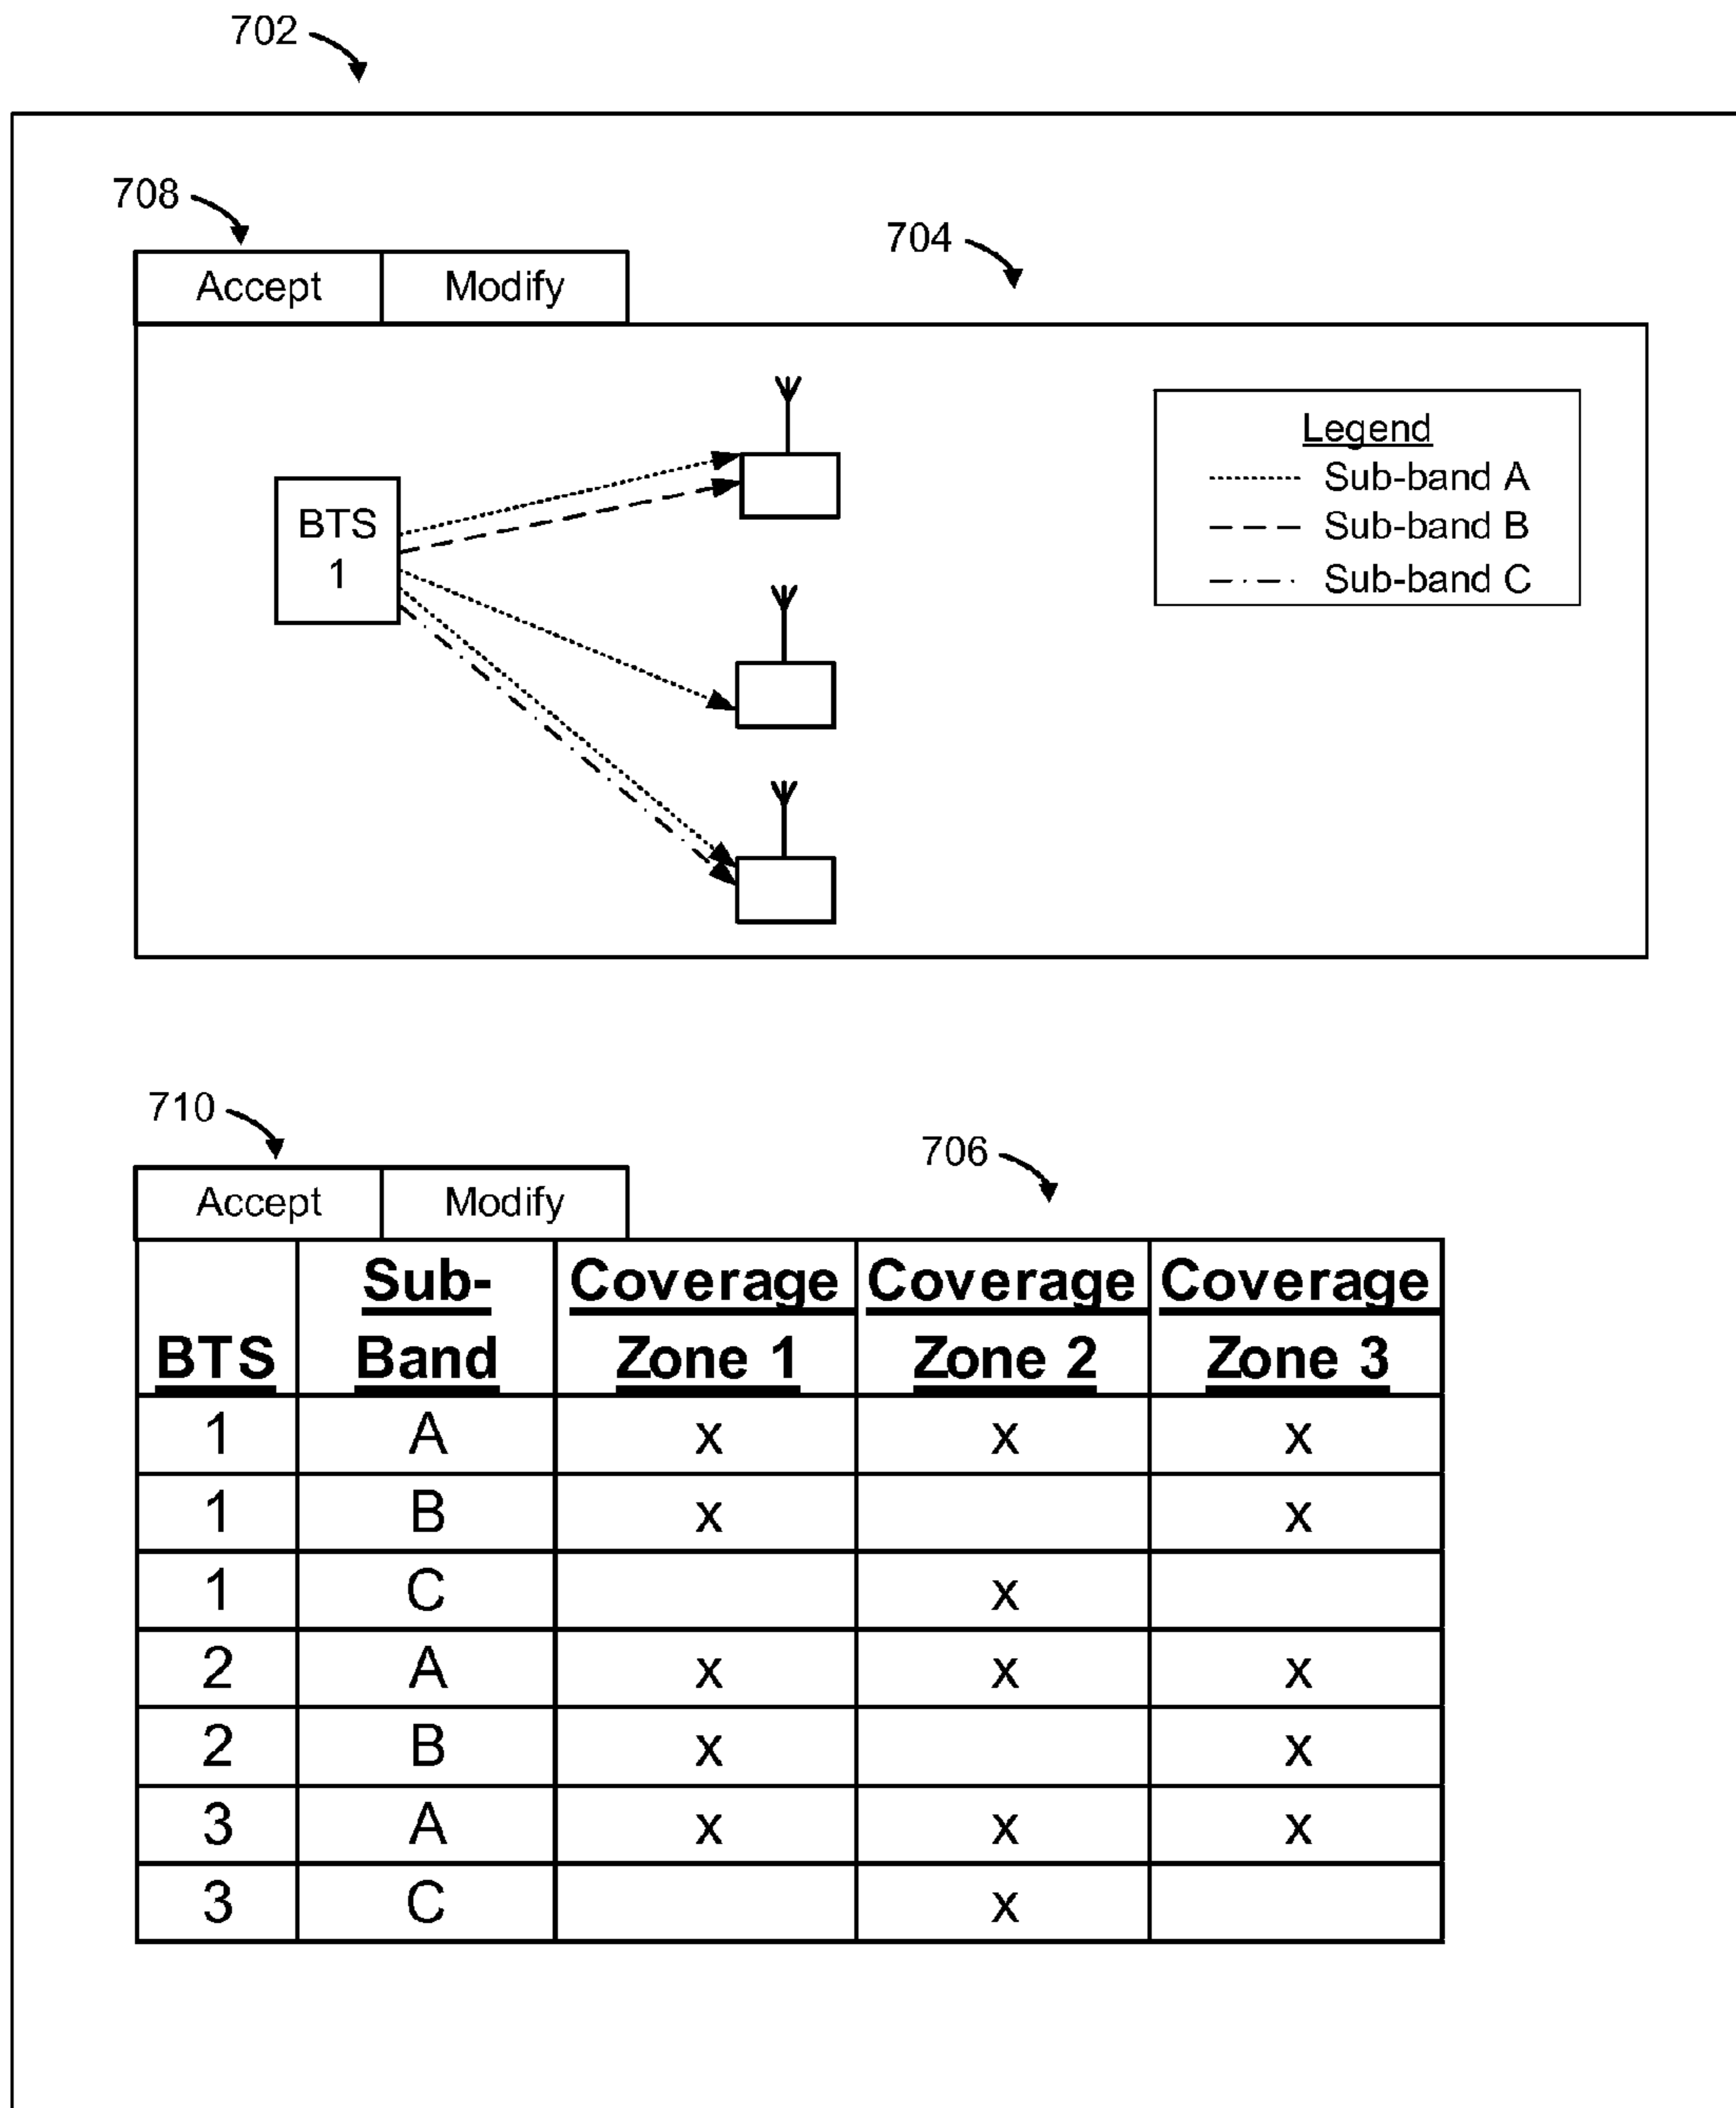 702
708
704
Accept Modify
Legend
Sub-band A
Sub-band B
Sub-band C
BTS
1
710
706
Accept Modify
BTS Sub-Band Coverage Zone 1 Coverage Zone 2 Coverage Zone 3
1 A x x x
1 B x x
1 C x
2 A x x x
2 B x x
3 A x x x
3 C x